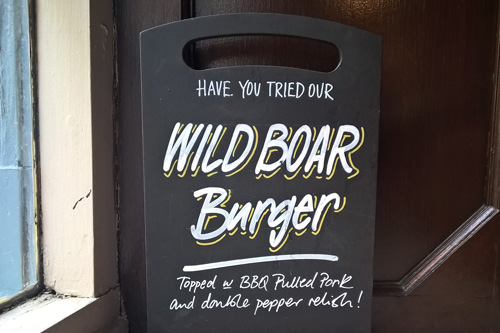 HAVE. YOU TRIED OUR
WILD BOAR
Burger
Topped w BBQ Pulled Pork
and double pepper relish!